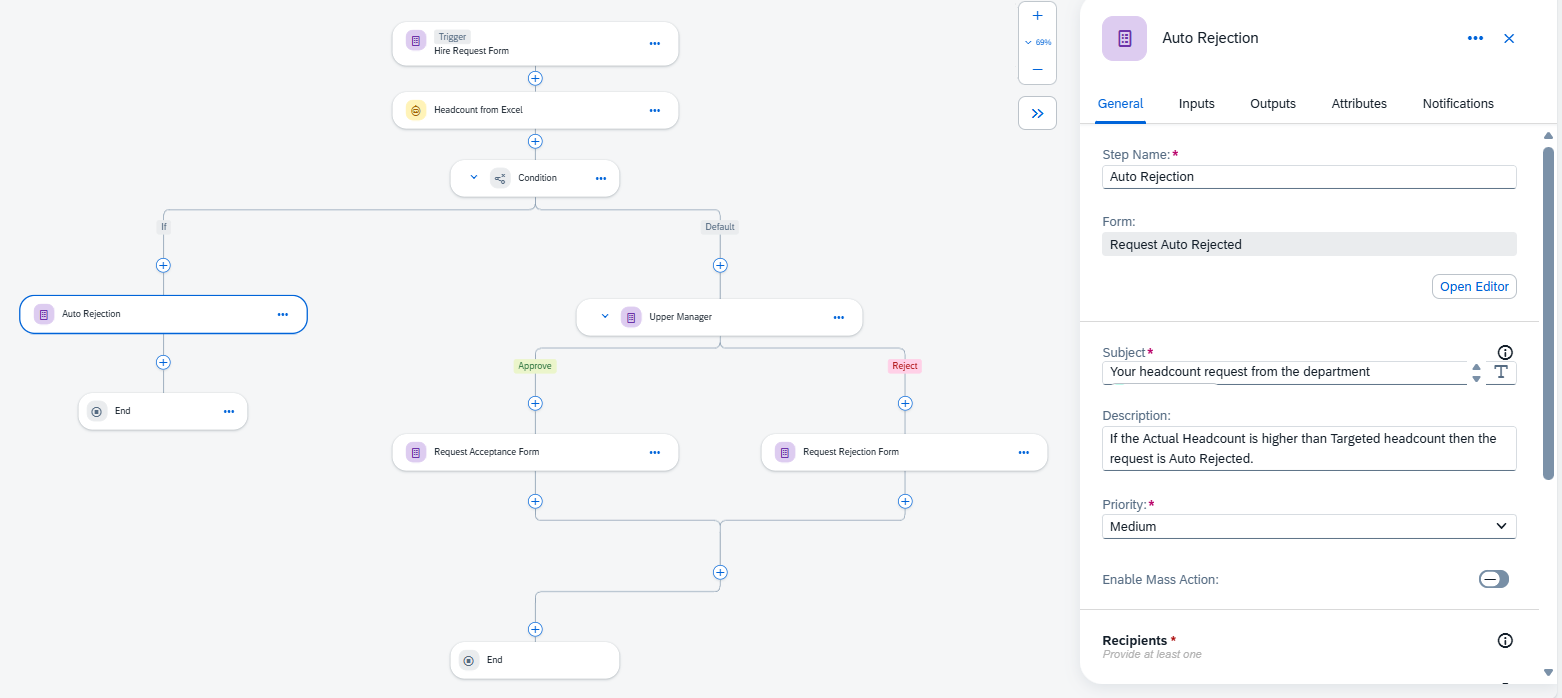 Trigger
Hire Request Form
Headcount from Excel
Condition
If
Default
Auto Rejection
Upper Manager
Approve
Reject
End
Request Acceptance Form
Request Rejection Form
End
69%
Auto Rejection
General Inputs Outputs Attributes Notifications
Step Name:*
Auto Rejection
Form:
Request Auto Rejected
Open Editor
Subject*
Your headcount request from the department
Description:
If the Actual Headcount is higher than Targeted headcount then the
request is Auto Rejected.
Priority:*
Medium
Enable Mass Action:
Recipients *
Provide at least one